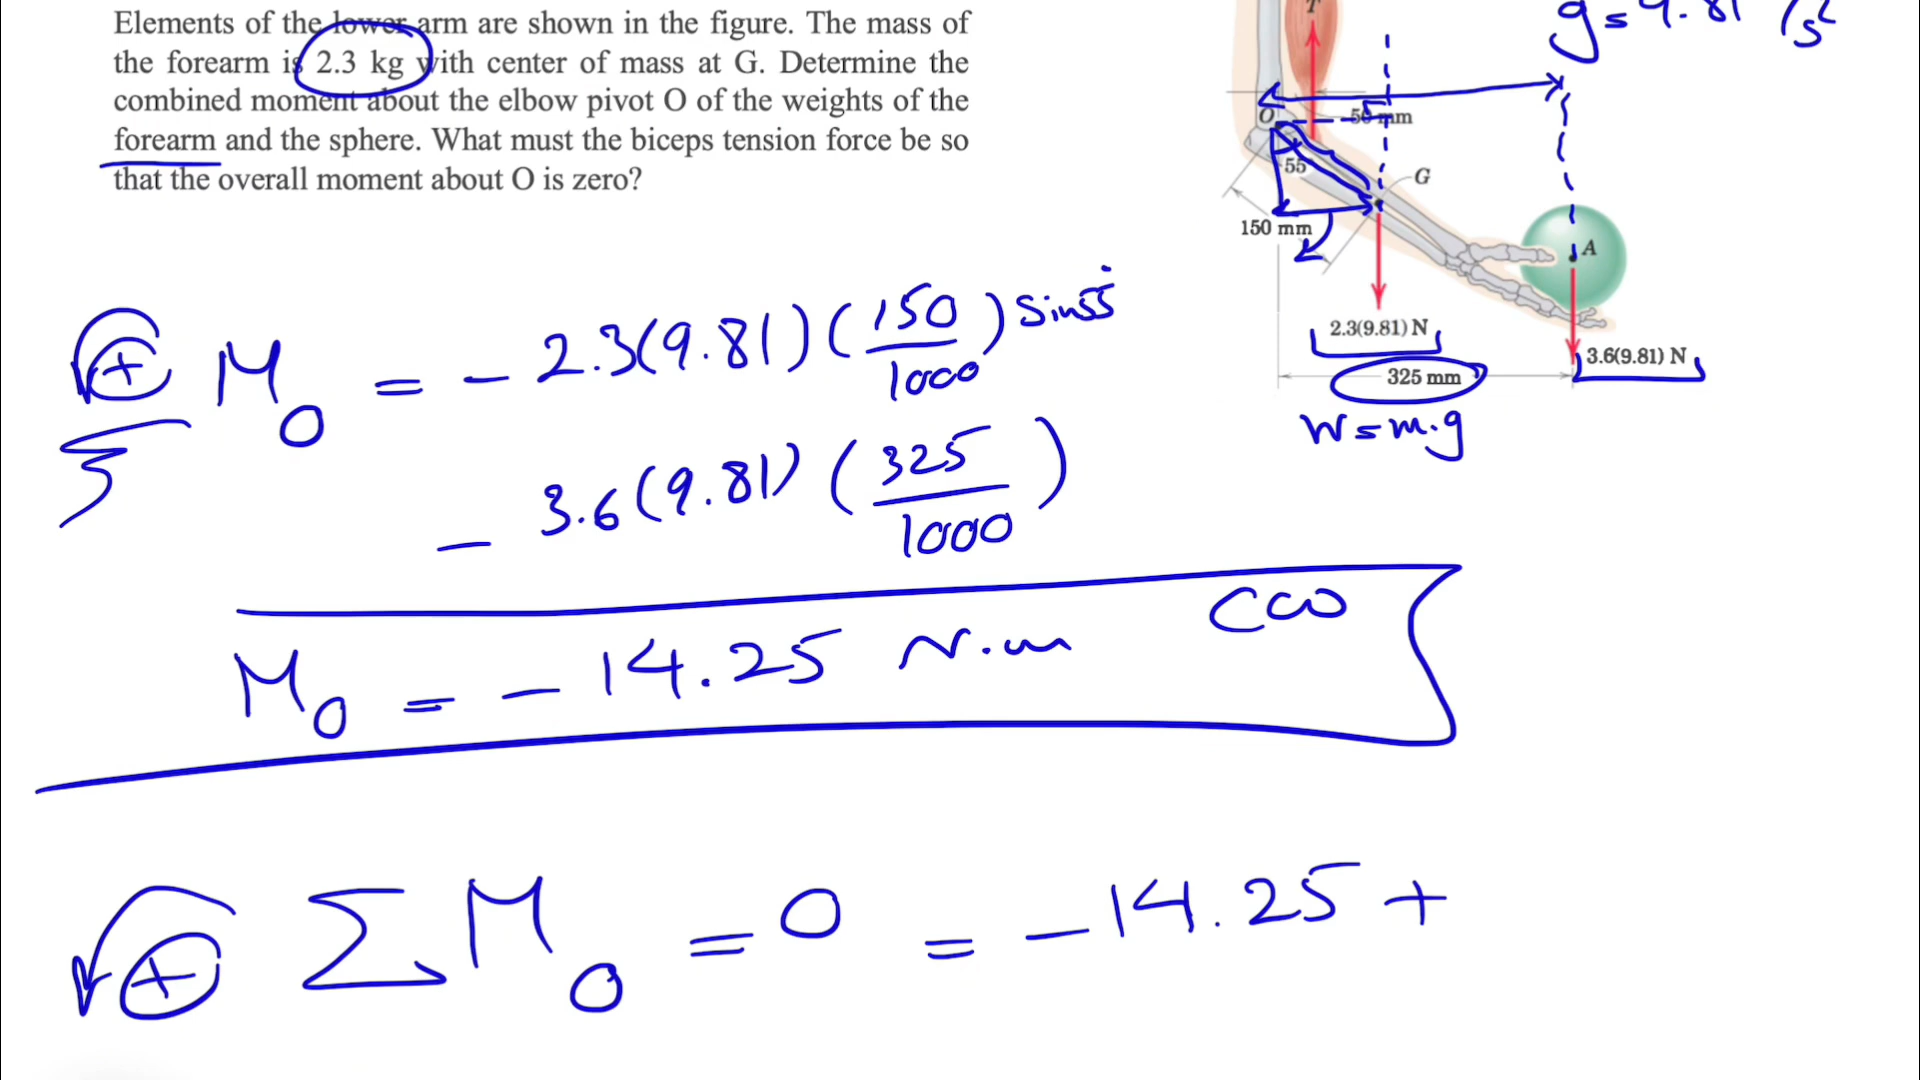 Elements of the lower arm are shown in the figure. The mass of
the forearm is 2.3 kg with center of mass at G. Determine the
combined moment about the elbow pivot O of the weights of the
forearm and the sphere. What must the biceps tension force be so
that the overall moment about O is zero?
T
g = 9.81 /s²
O
50 mm
55°
G
150 mm
A
2.3(9.81) N
3.6(9.81) N
325 mm
W = m.g
+ M_O = - 2.3(9.81) (150/1000) Sin55°
- 3.6(9.81) (325/1000)
M_O = - 14.25 N.m
+ ΣM_O = 0 = -14.25 +